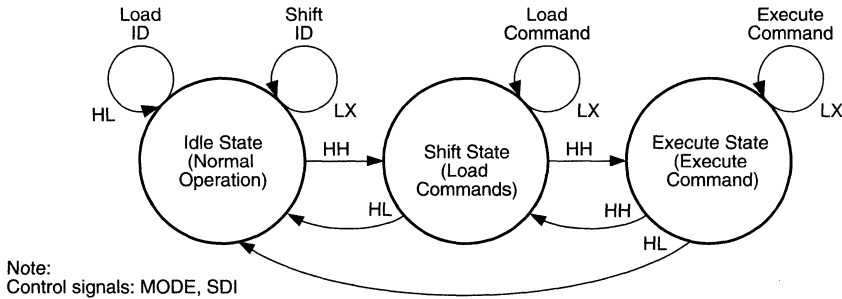 Load
ID
Shift
ID
Load
Command
Execute
Command
HL
LX
LX
LX
Idle State
(Normal
Operation)
HH
Shift State
(Load
Commands)
HH
Execute State
(Execute
Command)
HL
HH
HL
Note:
Control signals: MODE, SDI